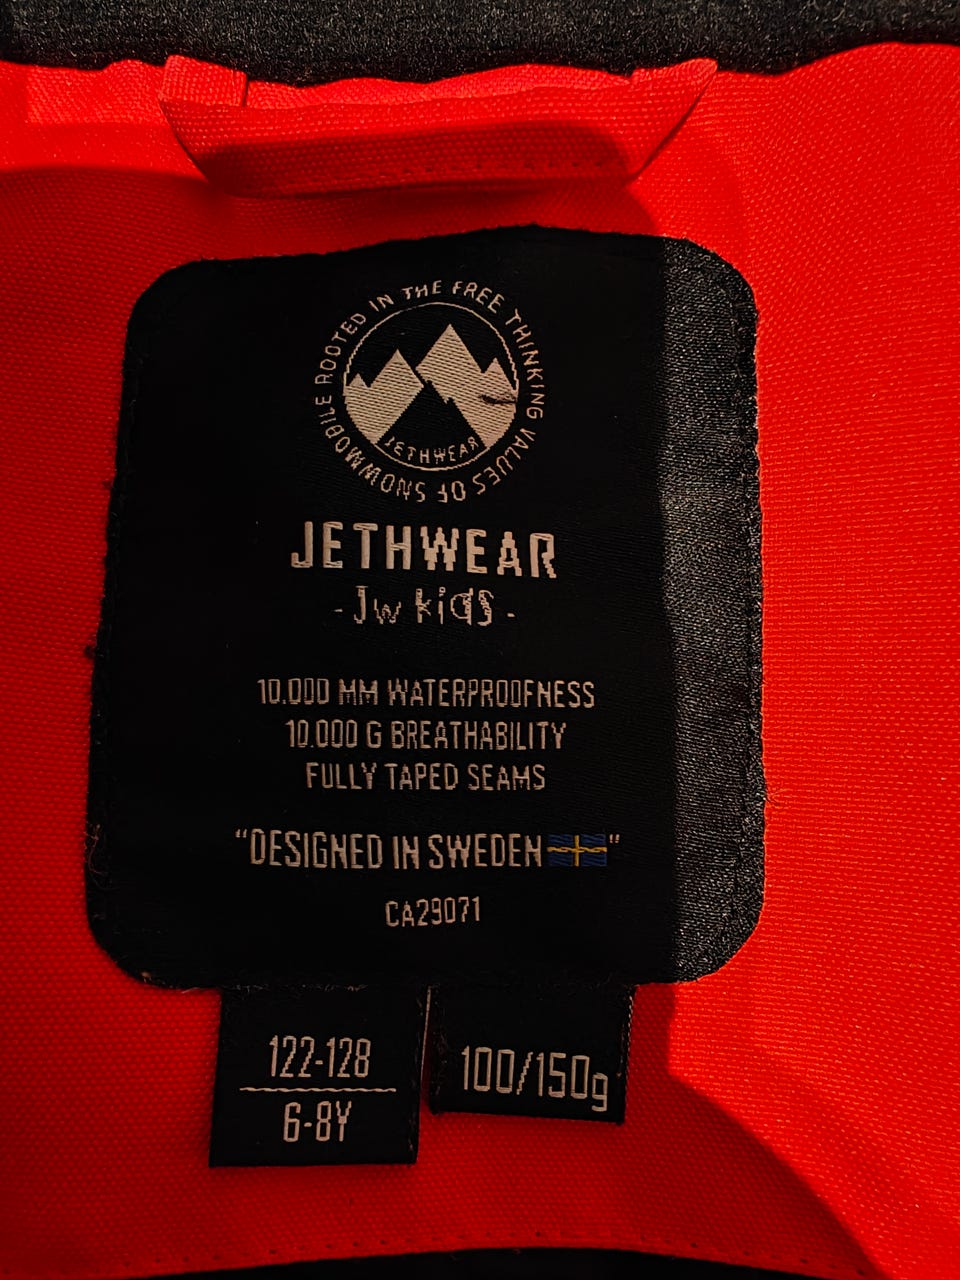 ROOTED IN THE FREE THINKING VALUES OF SNOWMOBILE
JETHWEAR
JETHWEAR
- Jw kids -
10.000 MM WATERPROOFNESS
10.000 G BREATHABILITY
FULLY TAPED SEAMS
"DESIGNED IN SWEDEN"
CA29071
122-128
6-8Y
100/150g